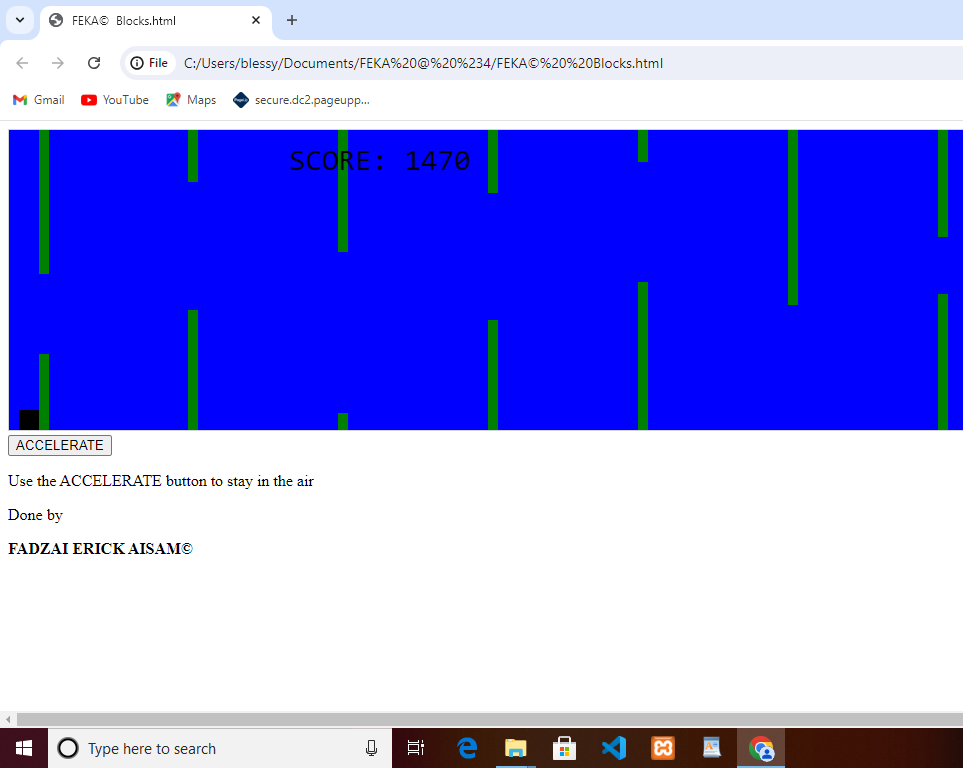 FEKA© Blocks.html
File
C:/Users/blessy/Documents/FEKA%20@%20%234/FEKA©%20%20Blocks.html
Gmail
YouTube
Maps
secure.dc2.pageupp...
SCORE: 1470
ACCELERATE
Use the ACCELERATE button to stay in the air
Done by
FADZAI ERICK AISAM©
Type here to search